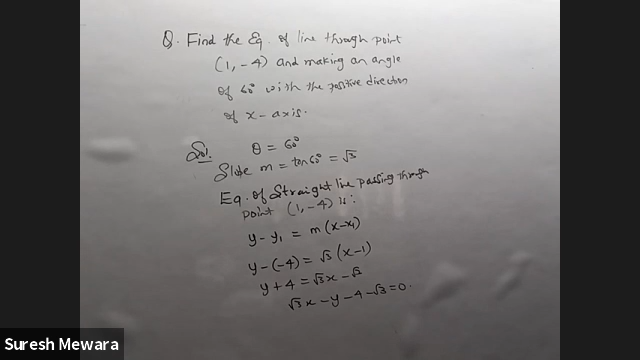 Q. Find the Eq. of line through point
(1, -4) and making an angle
of 60° with the positive direction
of x-axis.
Sol. θ = 60°
Slope m = tan 60° = √3
Eq. of Straight line passing through
point (1, -4) is:
y - y₁ = m(x-x₁)
y-(-4) = √3 (x-1)
y + 4 = √3x - √3
√3x - y - 4 - √3 = 0.
Suresh Mewara